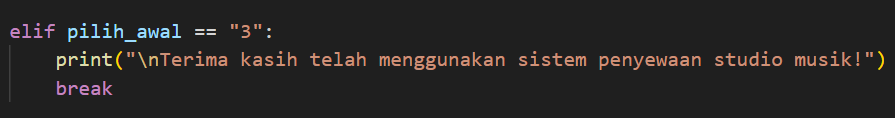 elif pilih_awal == "3":
    print("\nTerima kasih telah menggunakan sistem penyewaan studio musik!")
    break